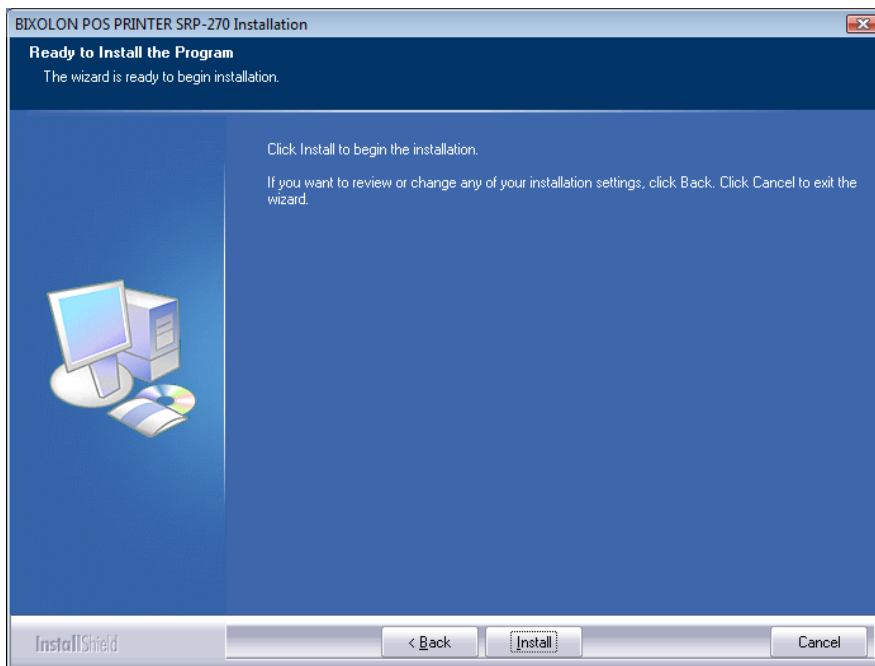 BIXOLON POS PRINTER SRP-270 Installation
Ready to Install the Program
The wizard is ready to begin installation.
Click Install to begin the installation.
If you want to review or change any of your installation settings, click Back. Click Cancel to exit the
wizard.
InstallShield
< Back
Install
Cancel